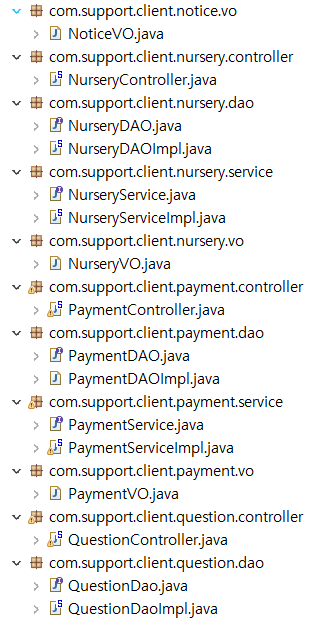 com.support.client.notice.vo
NoticeVO.java
com.support.client.nursery.controller
NurseryController.java
com.support.client.nursery.dao
NurseryDAO.java
NurseryDAOImpl.java
com.support.client.nursery.service
NurseryService.java
NurseryServiceImpl.java
com.support.client.nursery.vo
NurseryVO.java
com.support.client.payment.controller
PaymentController.java
com.support.client.payment.dao
PaymentDAO.java
PaymentDAOImpl.java
com.support.client.payment.service
PaymentService.java
PaymentServiceImpl.java
com.support.client.payment.vo
PaymentVO.java
com.support.client.question.controller
QuestionController.java
com.support.client.question.dao
QuestionDao.java
QuestionDaoImpl.java